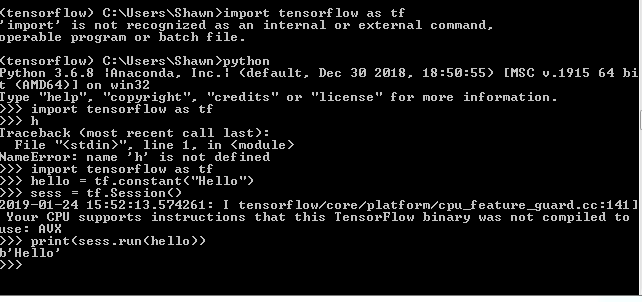 (tensorflow) C:\Users\Shawn>import tensorflow as tf
'import' is not recognized as an internal or external command,
operable program or batch file.
(tensorflow) C:\Users\Shawn>python
Python 3.6.8 |Anaconda, Inc.| (default, Dec 30 2018, 18:50:55) [MSC v.1915 64 bi
t (AMD64)] on win32
Type "help", "copyright", "credits" or "license" for more information.
>>> import tensorflow as tf
>>> h
Traceback (most recent call last):
  File "<stdin>", line 1, in <module>
NameError: name 'h' is not defined
>>> import tensorflow as tf
>>> hello = tf.constant("Hello")
>>> sess = tf.Session()
2019-01-24 15:52:13.574261: I tensorflow/core/platform/cpu_feature_guard.cc:141]
 Your CPU supports instructions that this TensorFlow binary was not compiled to
use: AVX
>>> print(sess.run(hello))
b'Hello'
>>>